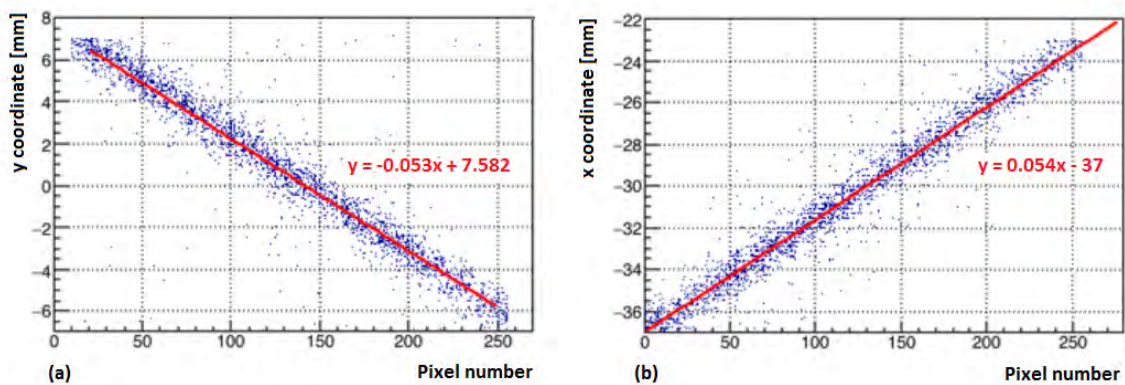 y coordinate [mm]
8
6
4
2
0
−2
−4
−6
0 50 100 150 200 250
y = -0.053x + 7.582
(a) Pixel number
x coordinate [mm]
−22
−24
−26
−28
−30
−32
−34
−36
0 50 100 150 200 250
y = 0.054x - 37
(b) Pixel number